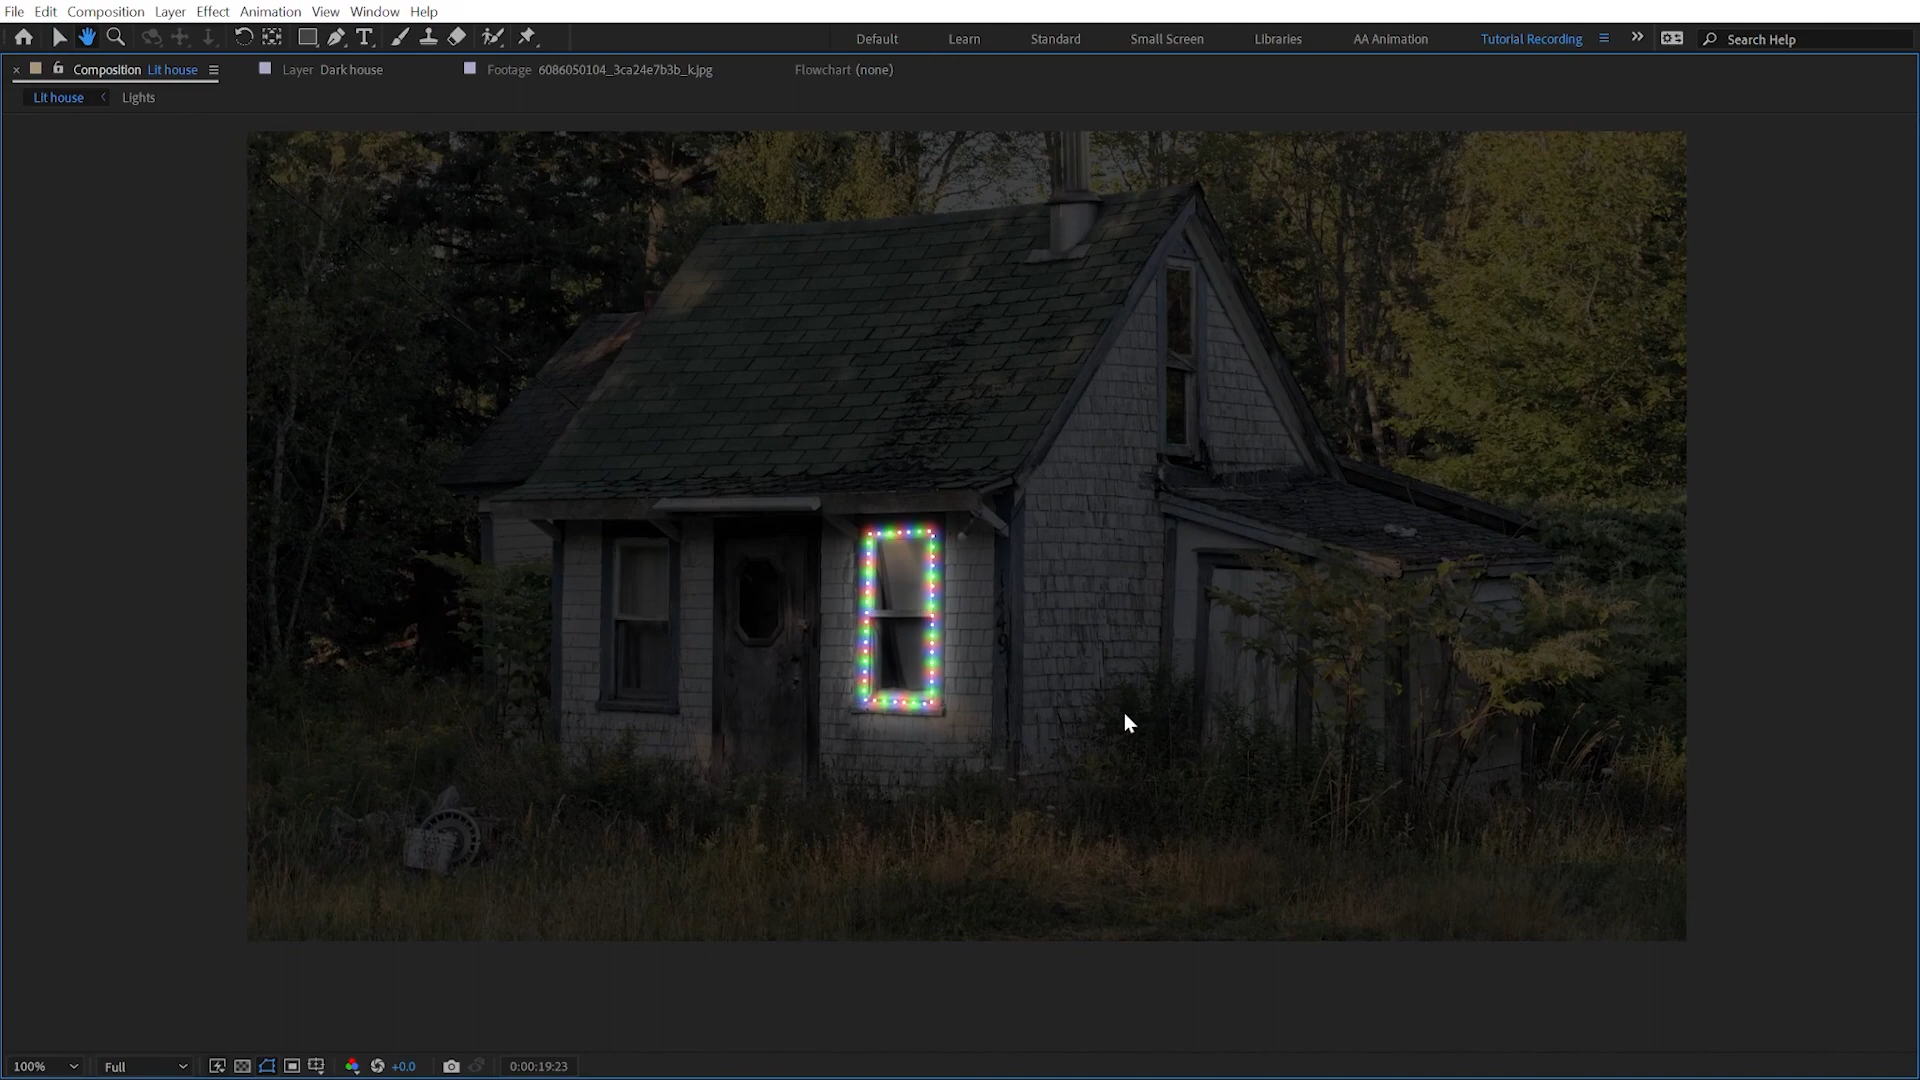 File Edit Composition Layer Effect Animation View Window Help
Default Learn Standard Small Screen Libraries AA Animation Tutorial Recording Search Help
Composition Lit house Layer Dark house Footage 6086050104_3ca24e7b3b_k.jpg Flowchart (none)
Lit house Lights
100% Full +0.0 0:00:19:23